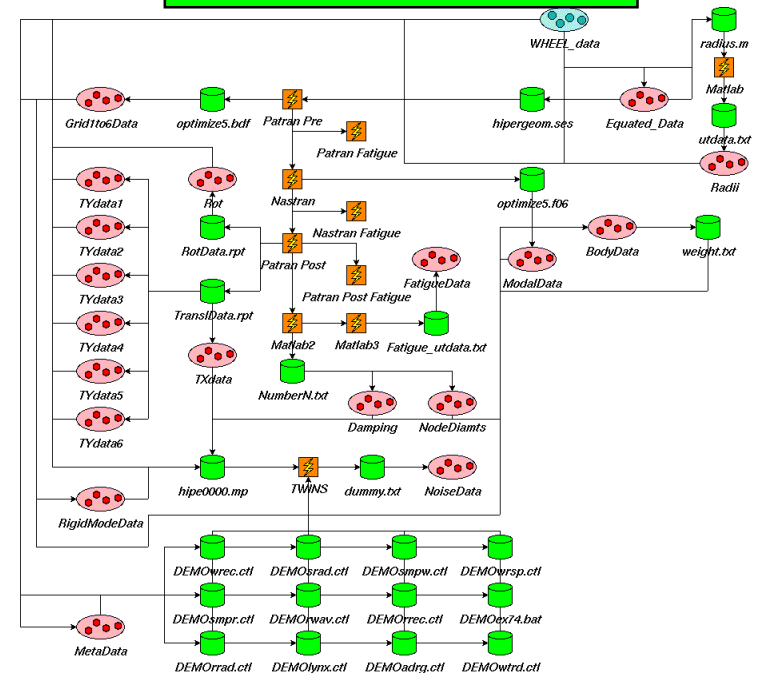 WHEEL_data
radius.m
Matlab
Grid1to6Data
optimize5.bdf
Patran Pre
hipergeom.ses
Equated_Data
utdata.txt
Patran Fatigue
Radii
TYdata1
Rot
Nastran
optimize5.f06
TYdata2
RotData.rpt
Nastran Fatigue
BodyData
weight.txt
Patran Post
TYdata3
Patran Post Fatigue
FatigueData
ModalData
TranslData.rpt
TYdata4
Matlab2
Matlab3
Fatigue_utdata.txt
TYdata5
TXdata
NumberN.txt
TYdata6
Damping
NodeDiamts
hipe0000.mp
TWINS
dummy.txt
NoiseData
RigidModeData
DEMOwrec.ctl
DEMOsrad.ctl
DEMOsmpw.ctl
DEMOwrsp.ctl
DEMOsmpr.ctl
DEMOrwav.ctl
DEMOrrec.ctl
DEMOex74.bat
MetaData
DEMOrrad.ctl
DEMOlynx.ctl
DEMOadrg.ctl
DEMOwtrd.ctl